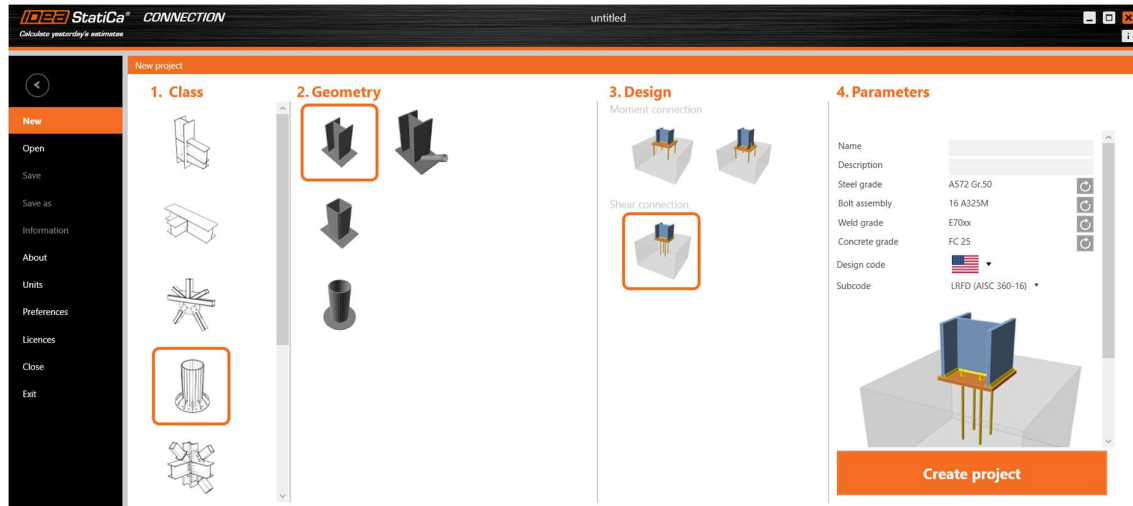 IDEA StatiCa® CONNECTION
untitled
Calculate yesterday's estimates
New project
New
Open
Save
Save as
Information
About
Units
Preferences
Licences
Close
Exit
1. Class
2. Geometry
3. Design
Moment connection
Shear connection
4. Parameters
Name
Description
Steel grade A572 Gr.50
Bolt assembly 16 A325M
Weld grade E70xx
Concrete grade FC 25
Design code
Subcode LRFD (AISC 360-16)
Create project